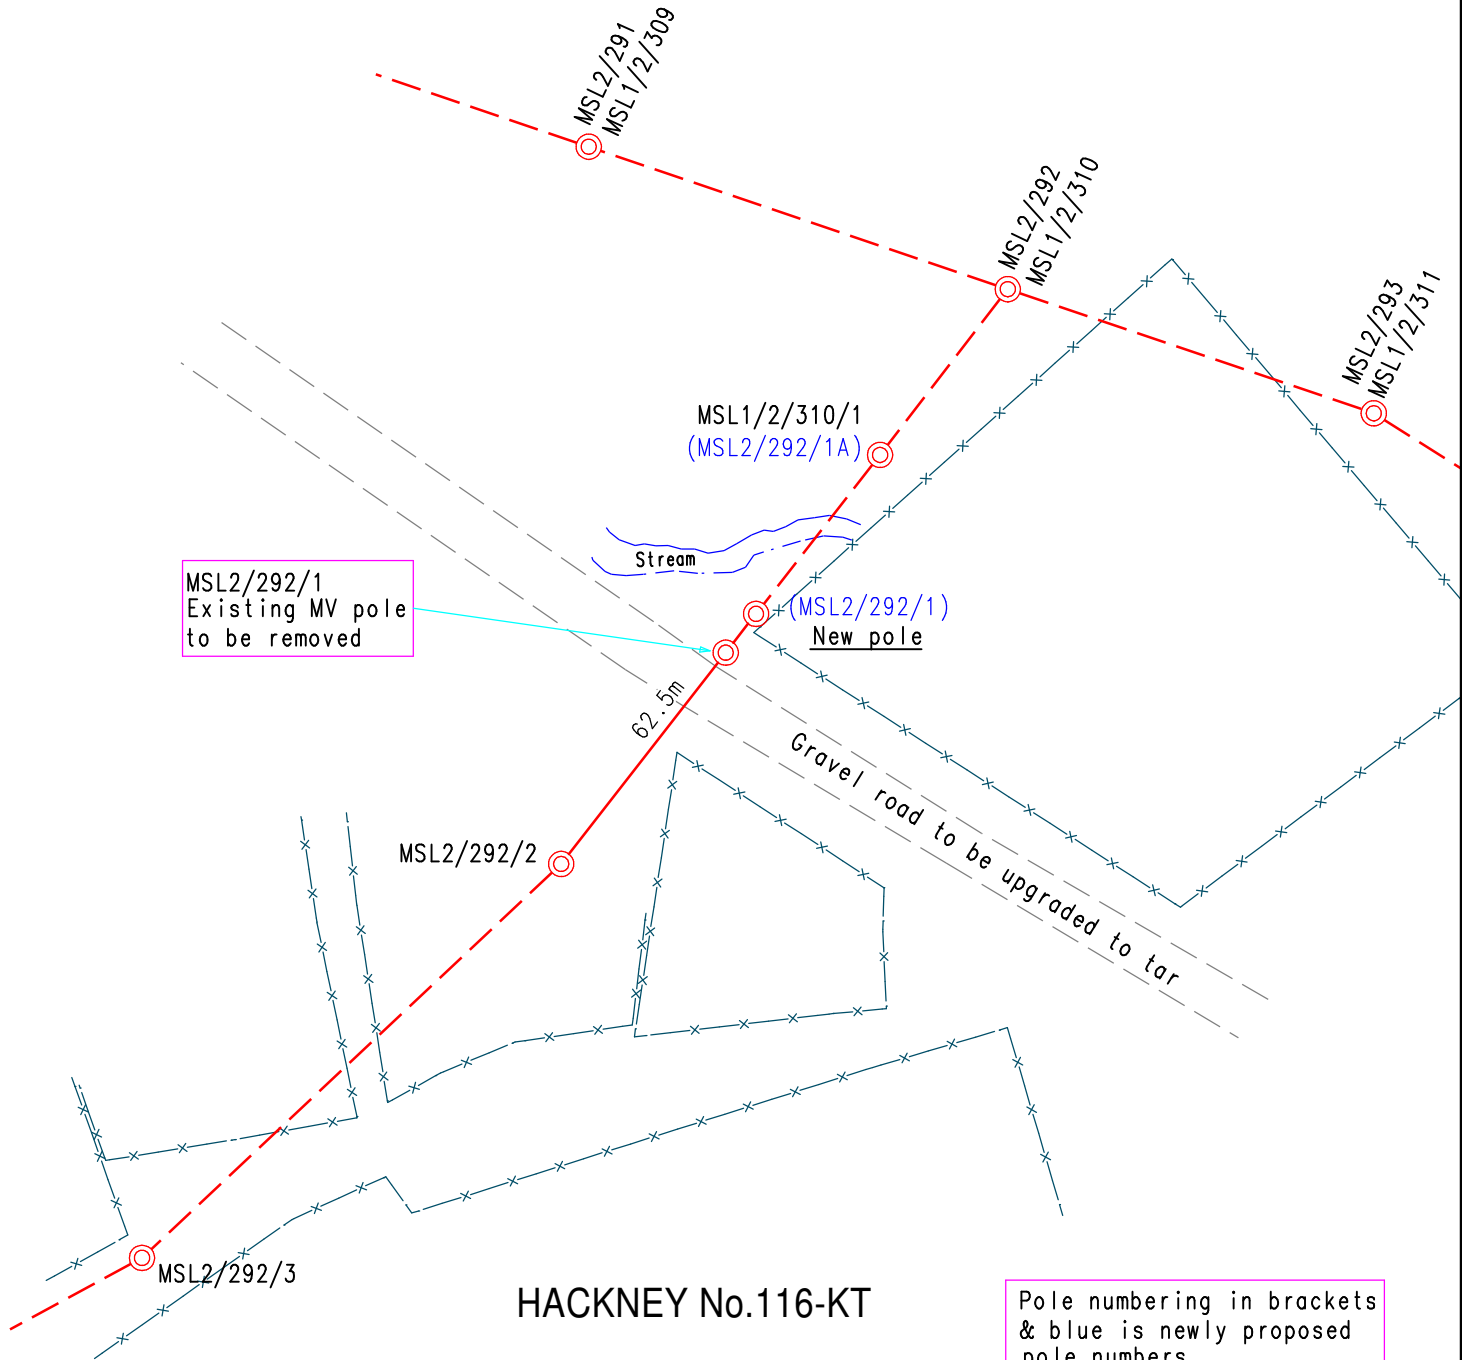 MSL2/291
MSL1/2/309
MSL2/292
MSL1/2/310
MSL2/293
MSL1/2/311
MSL1/2/310/1
(MSL2/292/1A)
Stream
MSL2/292/1
Existing MV pole
to be removed
(MSL2/292/1)
New pole
62.5m
Gravel road to be upgraded to tar
MSL2/292/2
MSL2/292/3
HACKNEY No.116-KT
Pole numbering in brackets
& blue is newly proposed
pole numbers